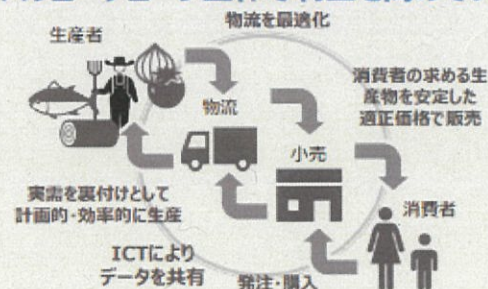 物流を最適化
生産者
消費者の求める生
産物を安定した
適正価格で販売
物流
小売
実需を裏付けとして
計画的・効率的に生産
消費者
ICTにより
データを共有
発注・購入